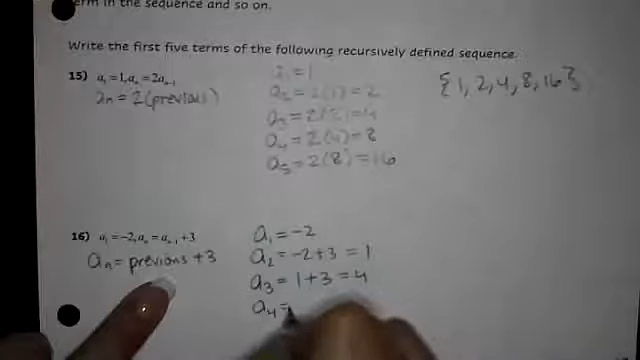 term in the sequence and so on.
Write the first five terms of the following recursively defined sequence.
15) a₁ = 1, aₙ = 2aₙ₋₁
aₙ = 2(previous)
a₁ = 1
a₂ = 2(1) = 2
a₃ = 2(2) = 4
a₄ = 2(4) = 8
a₅ = 2(8) = 16
{1, 2, 4, 8, 16}
16) a₁ = -2, aₙ = aₙ₋₁ + 3
aₙ = previous + 3
a₁ = -2
a₂ = -2 + 3 = 1
a₃ = 1 + 3 = 4
a₄ =